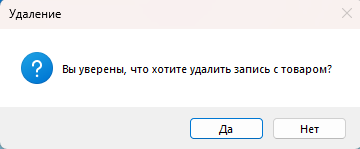 Удаление
Вы уверены, что хотите удалить запись с товаром?
Да
Нет